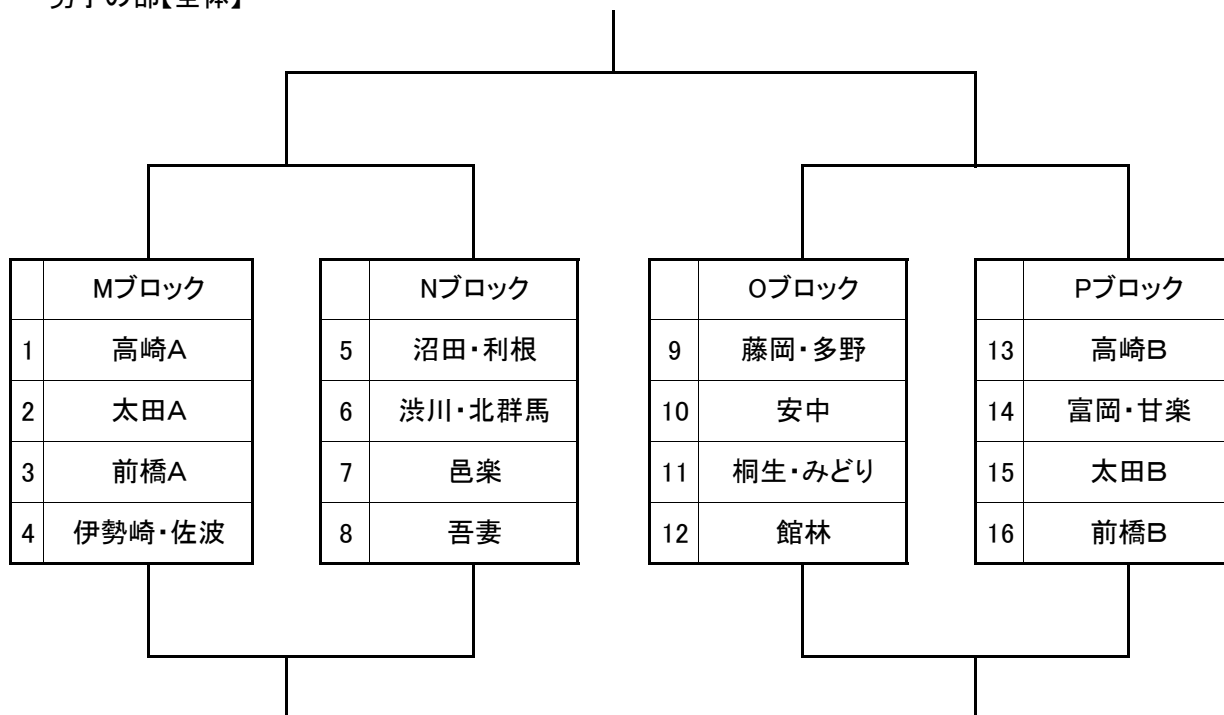 男子の部【全体】
Mブロック
1 高崎A
2 太田A
3 前橋A
4 伊勢崎・佐波
Nブロック
5 沼田・利根
6 渋川・北群馬
7 邑楽
8 吾妻
Oブロック
9 藤岡・多野
10 安中
11 桐生・みどり
12 館林
Pブロック
13 高崎B
14 富岡・甘楽
15 太田B
16 前橋B